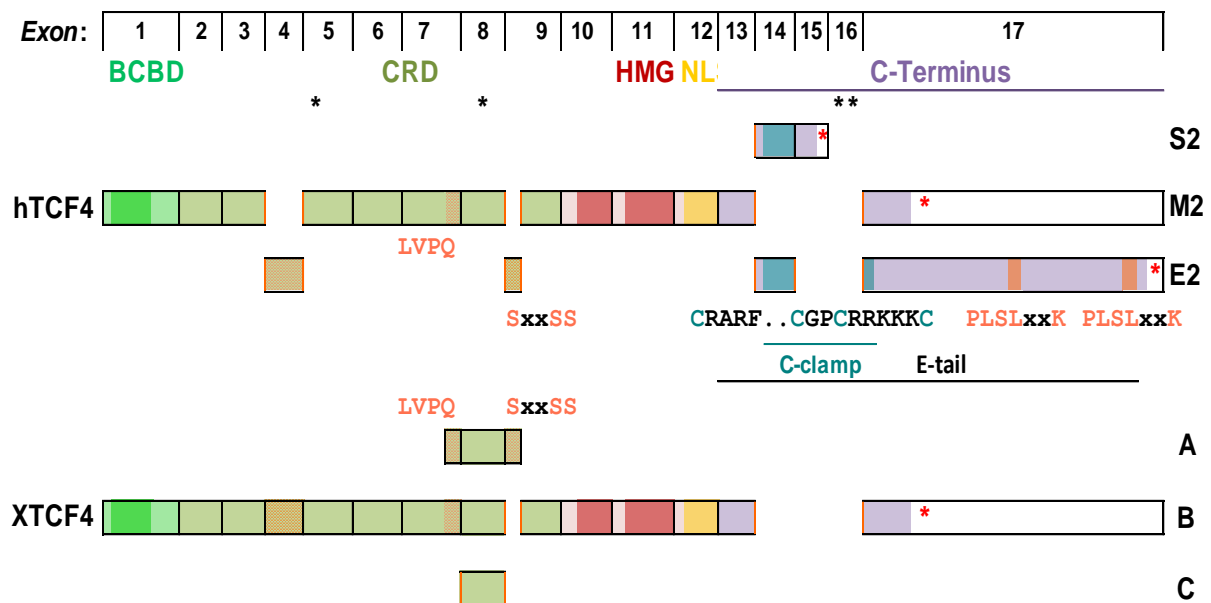 Exon: 1 2 3 4 5 6 7 8 9 10 11 12 13 14 15 16 17
BCBD CRD HMG NL C-Terminus
* * **
* S2
hTCF4 * M2
LVPQ
* E2
SxxSS CRARF..CGPCRRKKKC PLSLxxK PLSLxxK
C-clamp E-tail
LVPQ SxxSS
A
XTCF4 * B
C